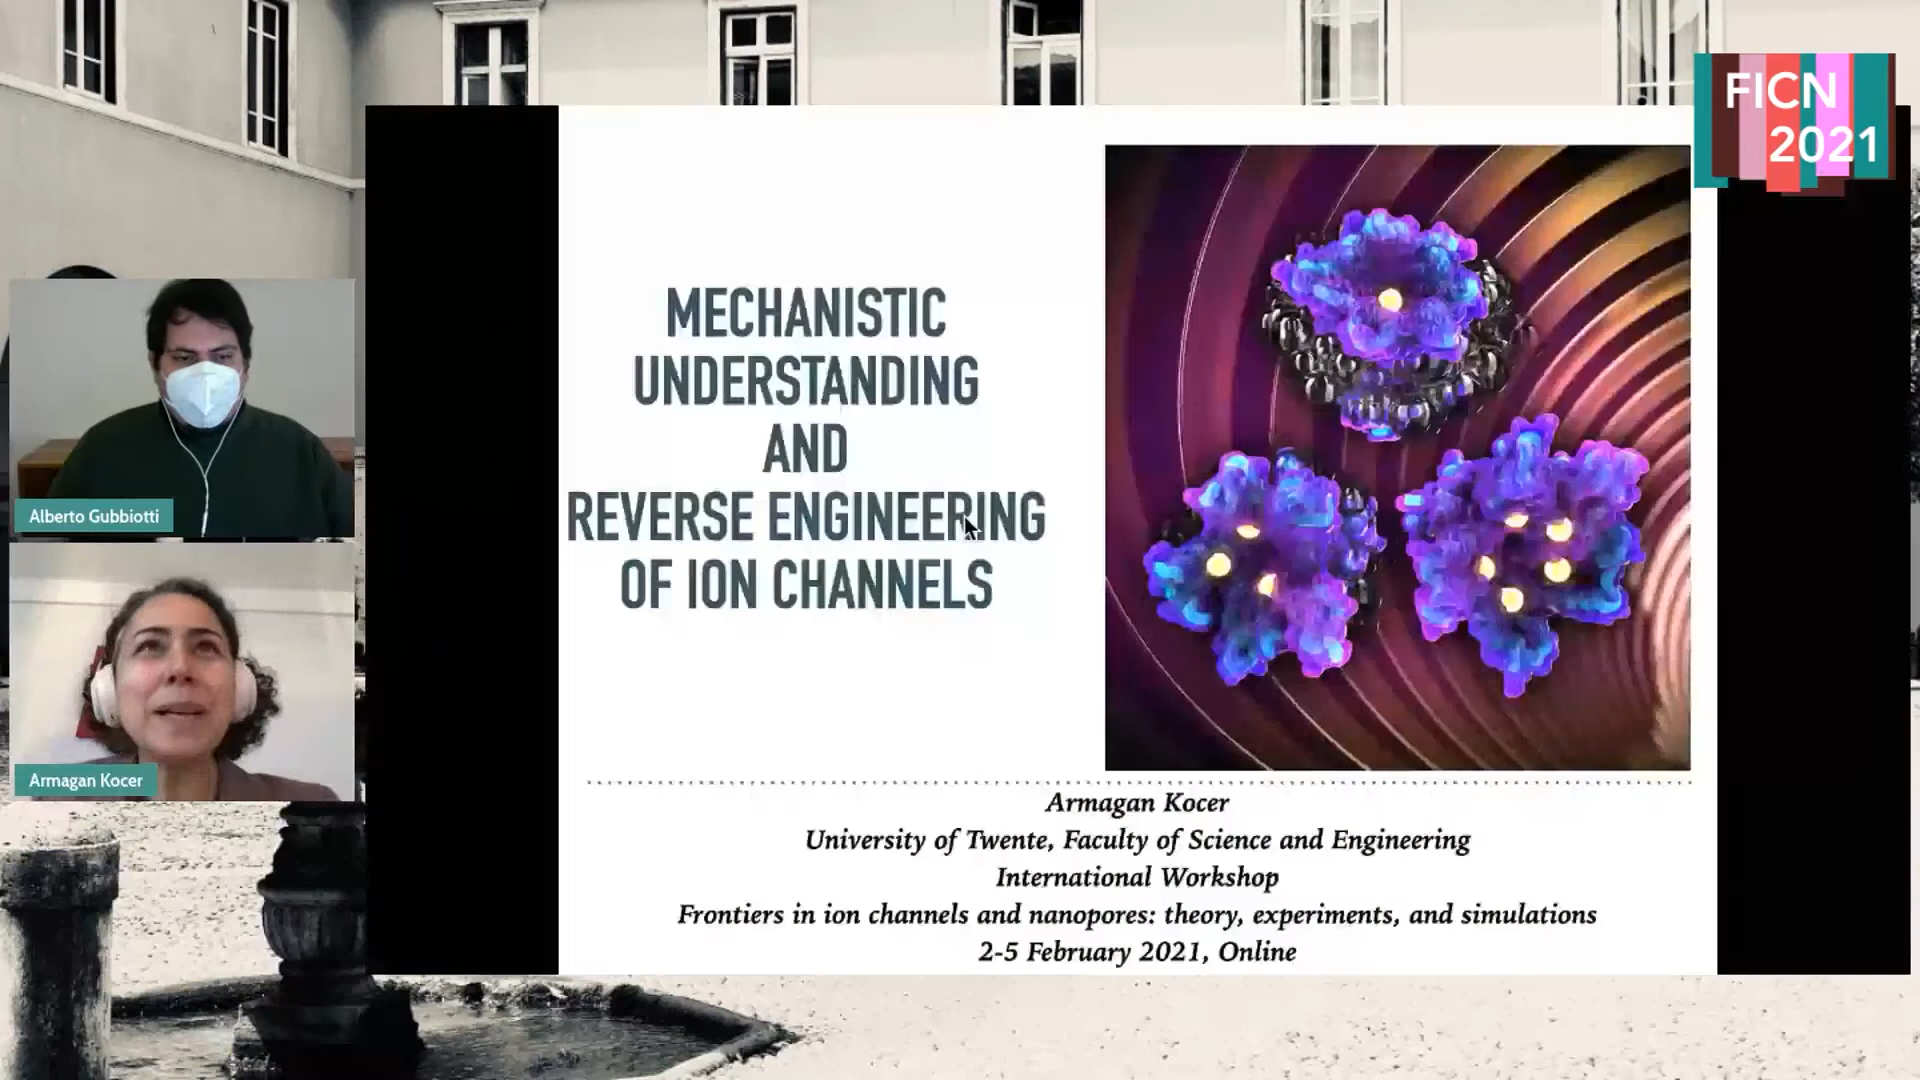 FICN
2021
MECHANISTIC
UNDERSTANDING
AND
REVERSE ENGINEERING
OF ION CHANNELS
Alberto Gubbiotti
Armagan Kocer
Armagan Kocer
University of Twente, Faculty of Science and Engineering
International Workshop
Frontiers in ion channels and nanopores: theory, experiments, and simulations
2-5 February 2021, Online